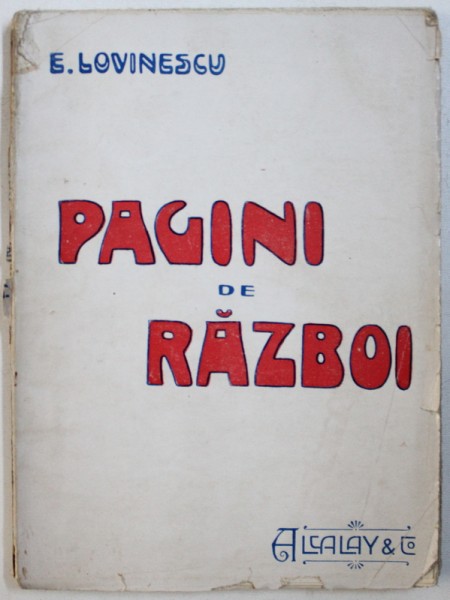 E. LOVINESCU
PAGINI
DE
RĂZBOI
ALCALAY & Co